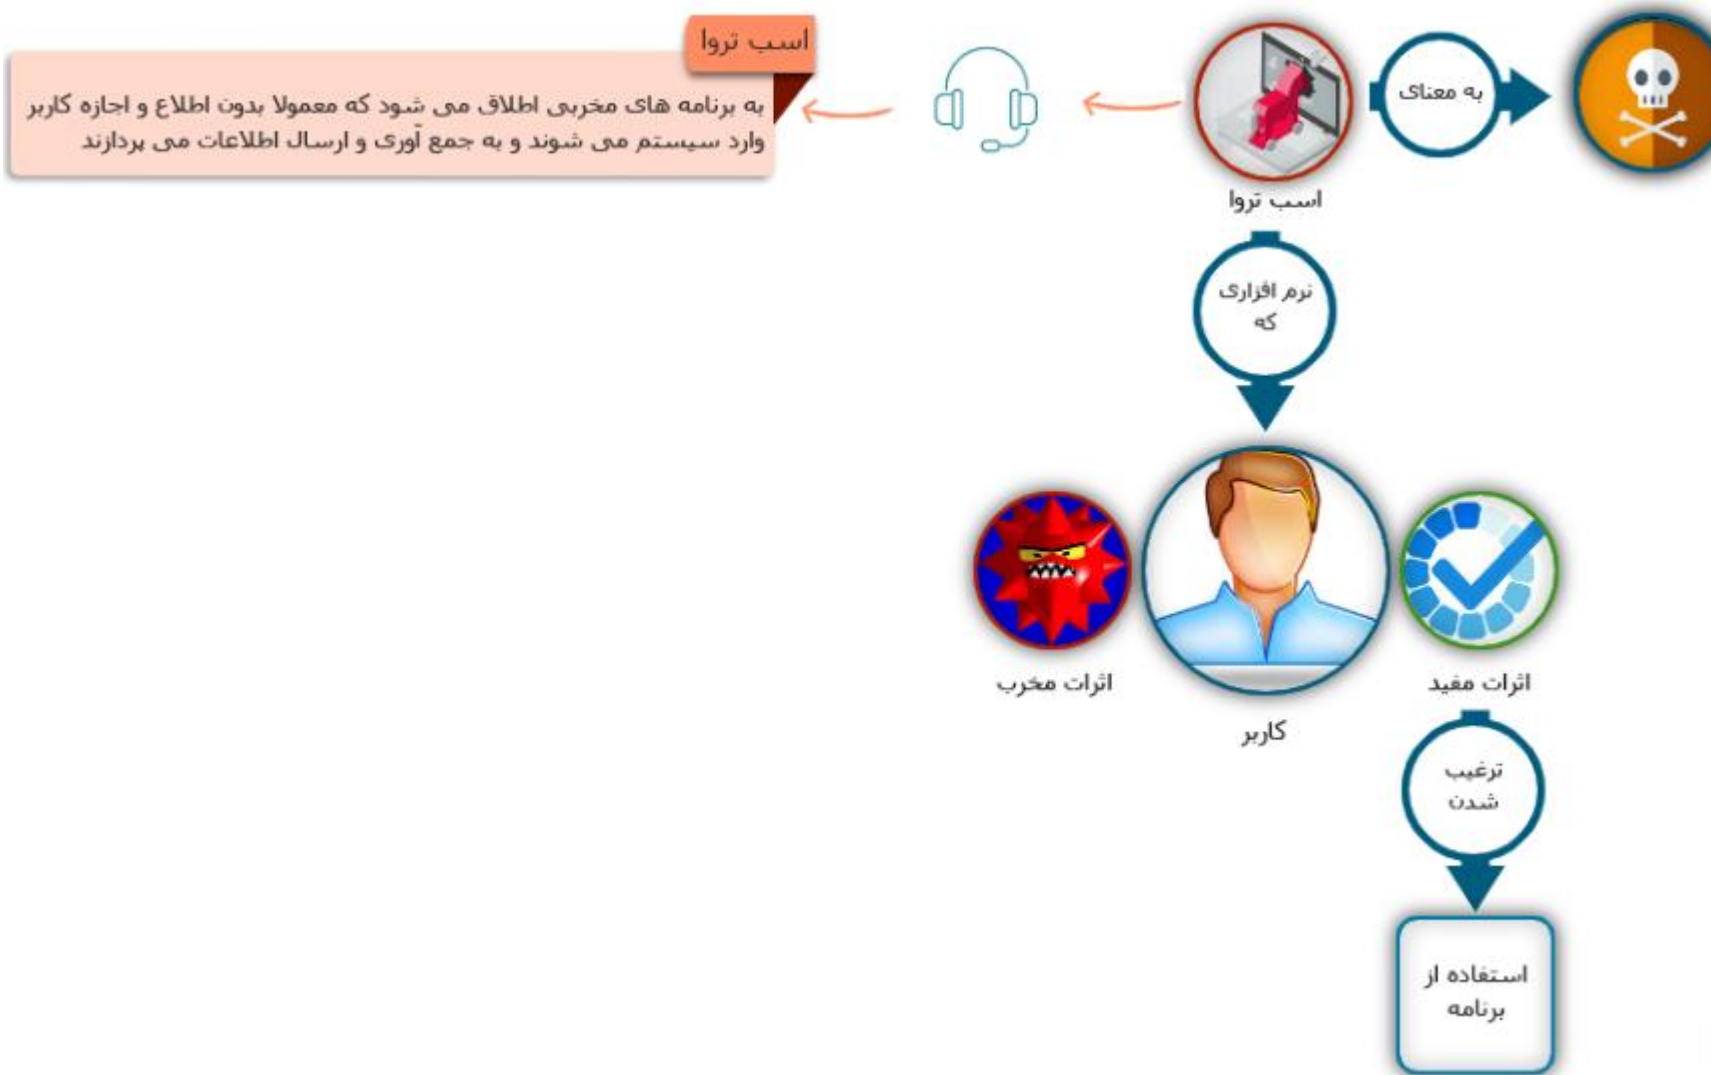 اسب تروا
به برنامه های مخربی اطلاق می شود که معمولا بدون اطلاع و اجازه کاربر
وارد سیستم می شوند و به جمع آوری و ارسال اطلاعات می پردازند
به معنای
اسب تروا
نرم افزاری
که
اثرات مفید
کاربر
اثرات مخرب
ترغیب
شدن
استفاده از
برنامه